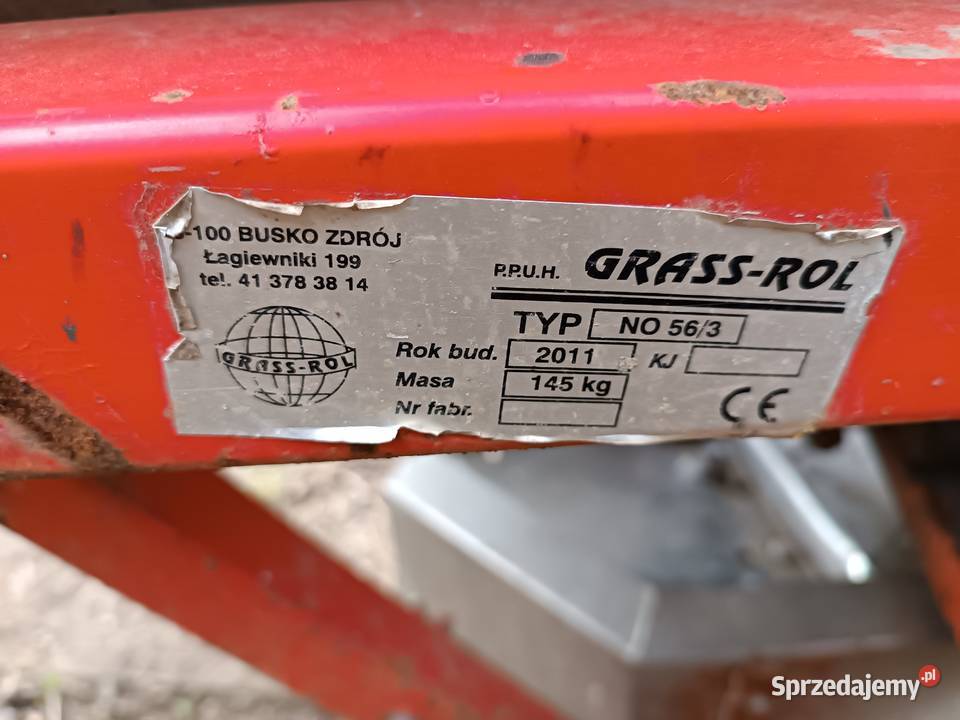 -100 BUSKO ZDRÓJ
Łagiewniki 199
tel. 41 378 38 14
GRASS-ROL
P.P.U.H. GRASS-ROL
TYP NO 56/3
Rok bud. 2011 KJ
Masa 145 kg
Nr fabr.
CE
Sprzedajemy.pl